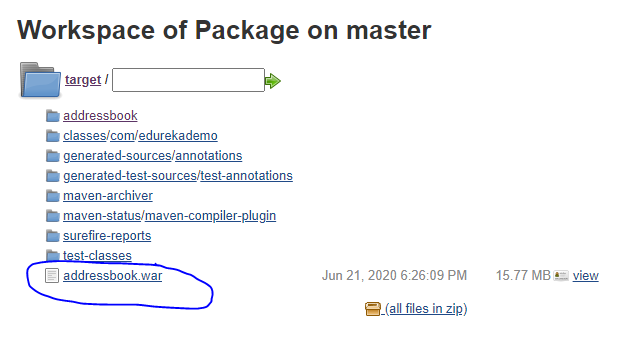 Workspace of Package on master
target /
addressbook
classes/com/edurekademo
generated-sources/annotations
generated-test-sources/test-annotations
maven-archiver
maven-status/maven-compiler-plugin
surefire-reports
test-classes
addressbook.war Jun 21, 2020 6:26:09 PM 15.77 MB view
(all files in zip)